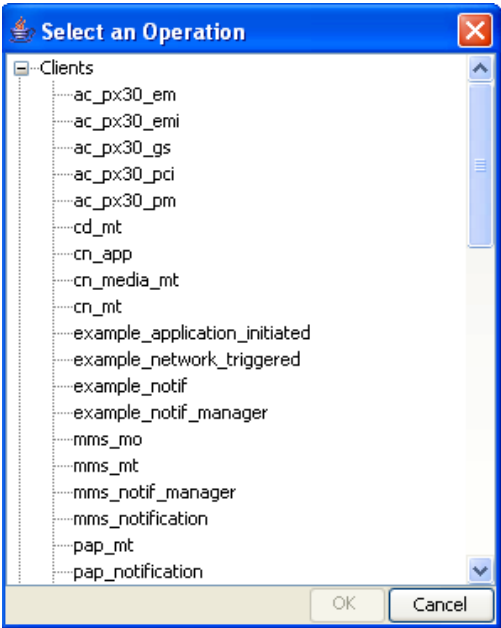 Select an Operation
Clients
ac_px30_em
ac_px30_emi
ac_px30_gs
ac_px30_pci
ac_px30_pm
cd_mt
cn_app
cn_media_mt
cn_mt
example_application_initiated
example_network_triggered
example_notif
example_notif_manager
mms_mo
mms_mt
mms_notif_manager
mms_notification
pap_mt
pap_notification
OK Cancel